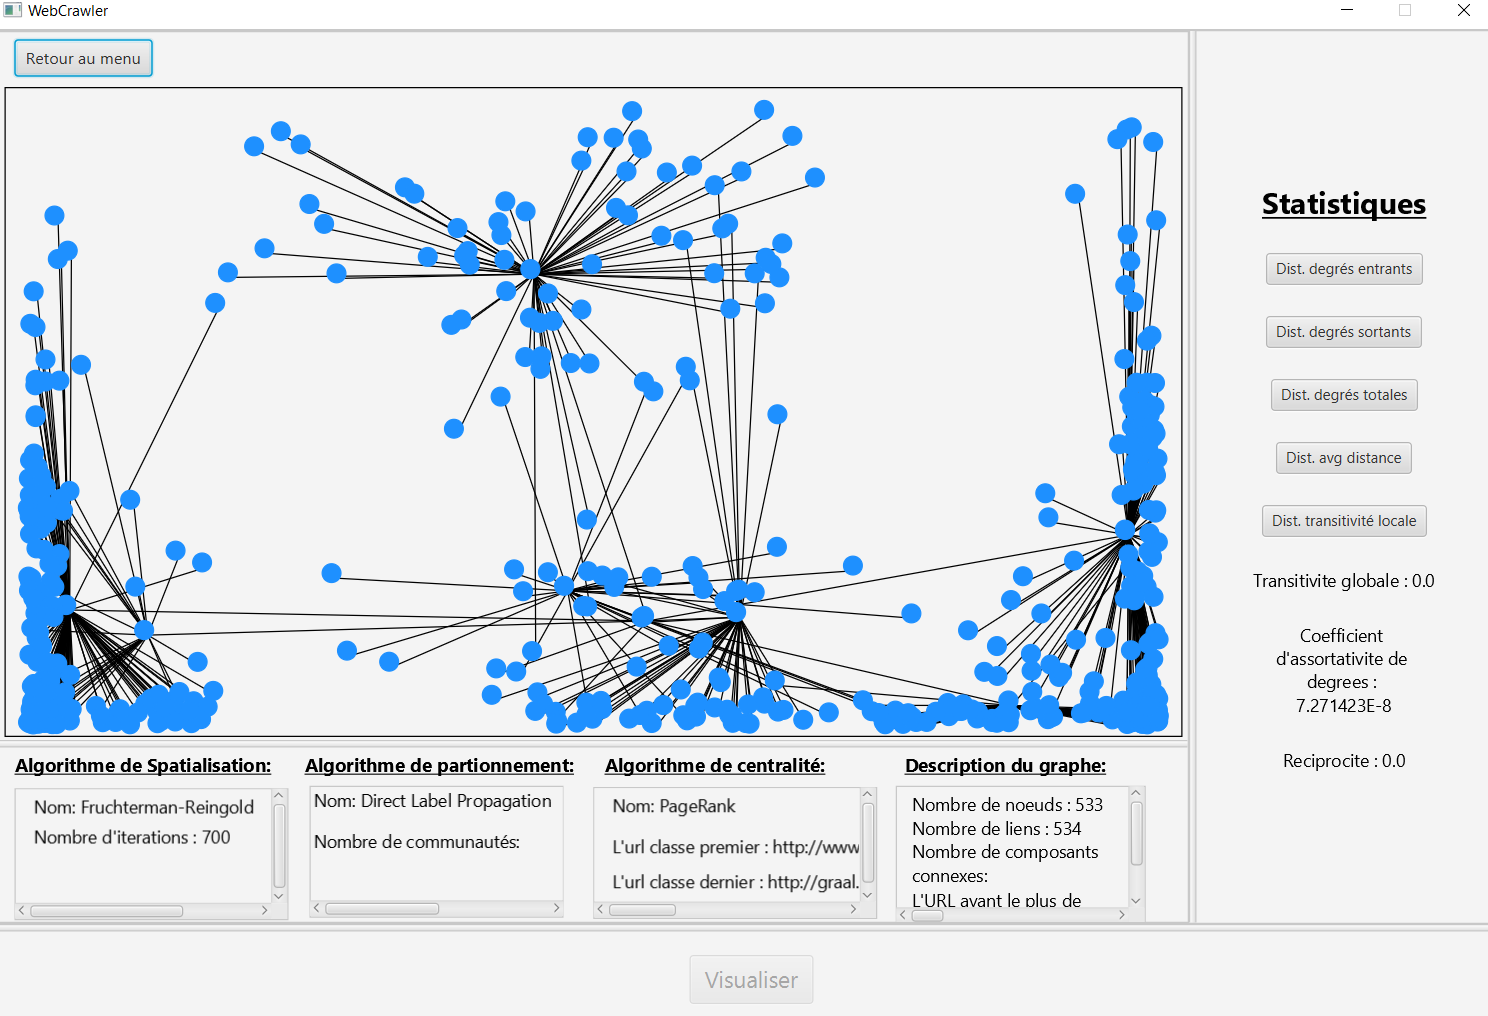 WebCrawler
Retour au menu
Statistiques
Dist. degrés entrants
Dist. degrés sortants
Dist. degrés totales
Dist. avg distance
Dist. transitivité locale
Transitivite globale : 0.0
Coefficient
d'assortativite de
degrees :
7.271423E-8
Reciprocite : 0.0
Algorithme de Spatialisation:
Nom: Fruchterman-Reingold
Nombre d'iterations : 700
Algorithme de partionnement:
Nom: Direct Label Propagation
Nombre de communautés:
Algorithme de centralité:
Nom: PageRank
L'url classe premier : http://www
L'url classe dernier : http://graal.
Description du graphe:
Nombre de noeuds : 533
Nombre de liens : 534
Nombre de composants
connexes:
L'URL ayant le plus de
Visualiser